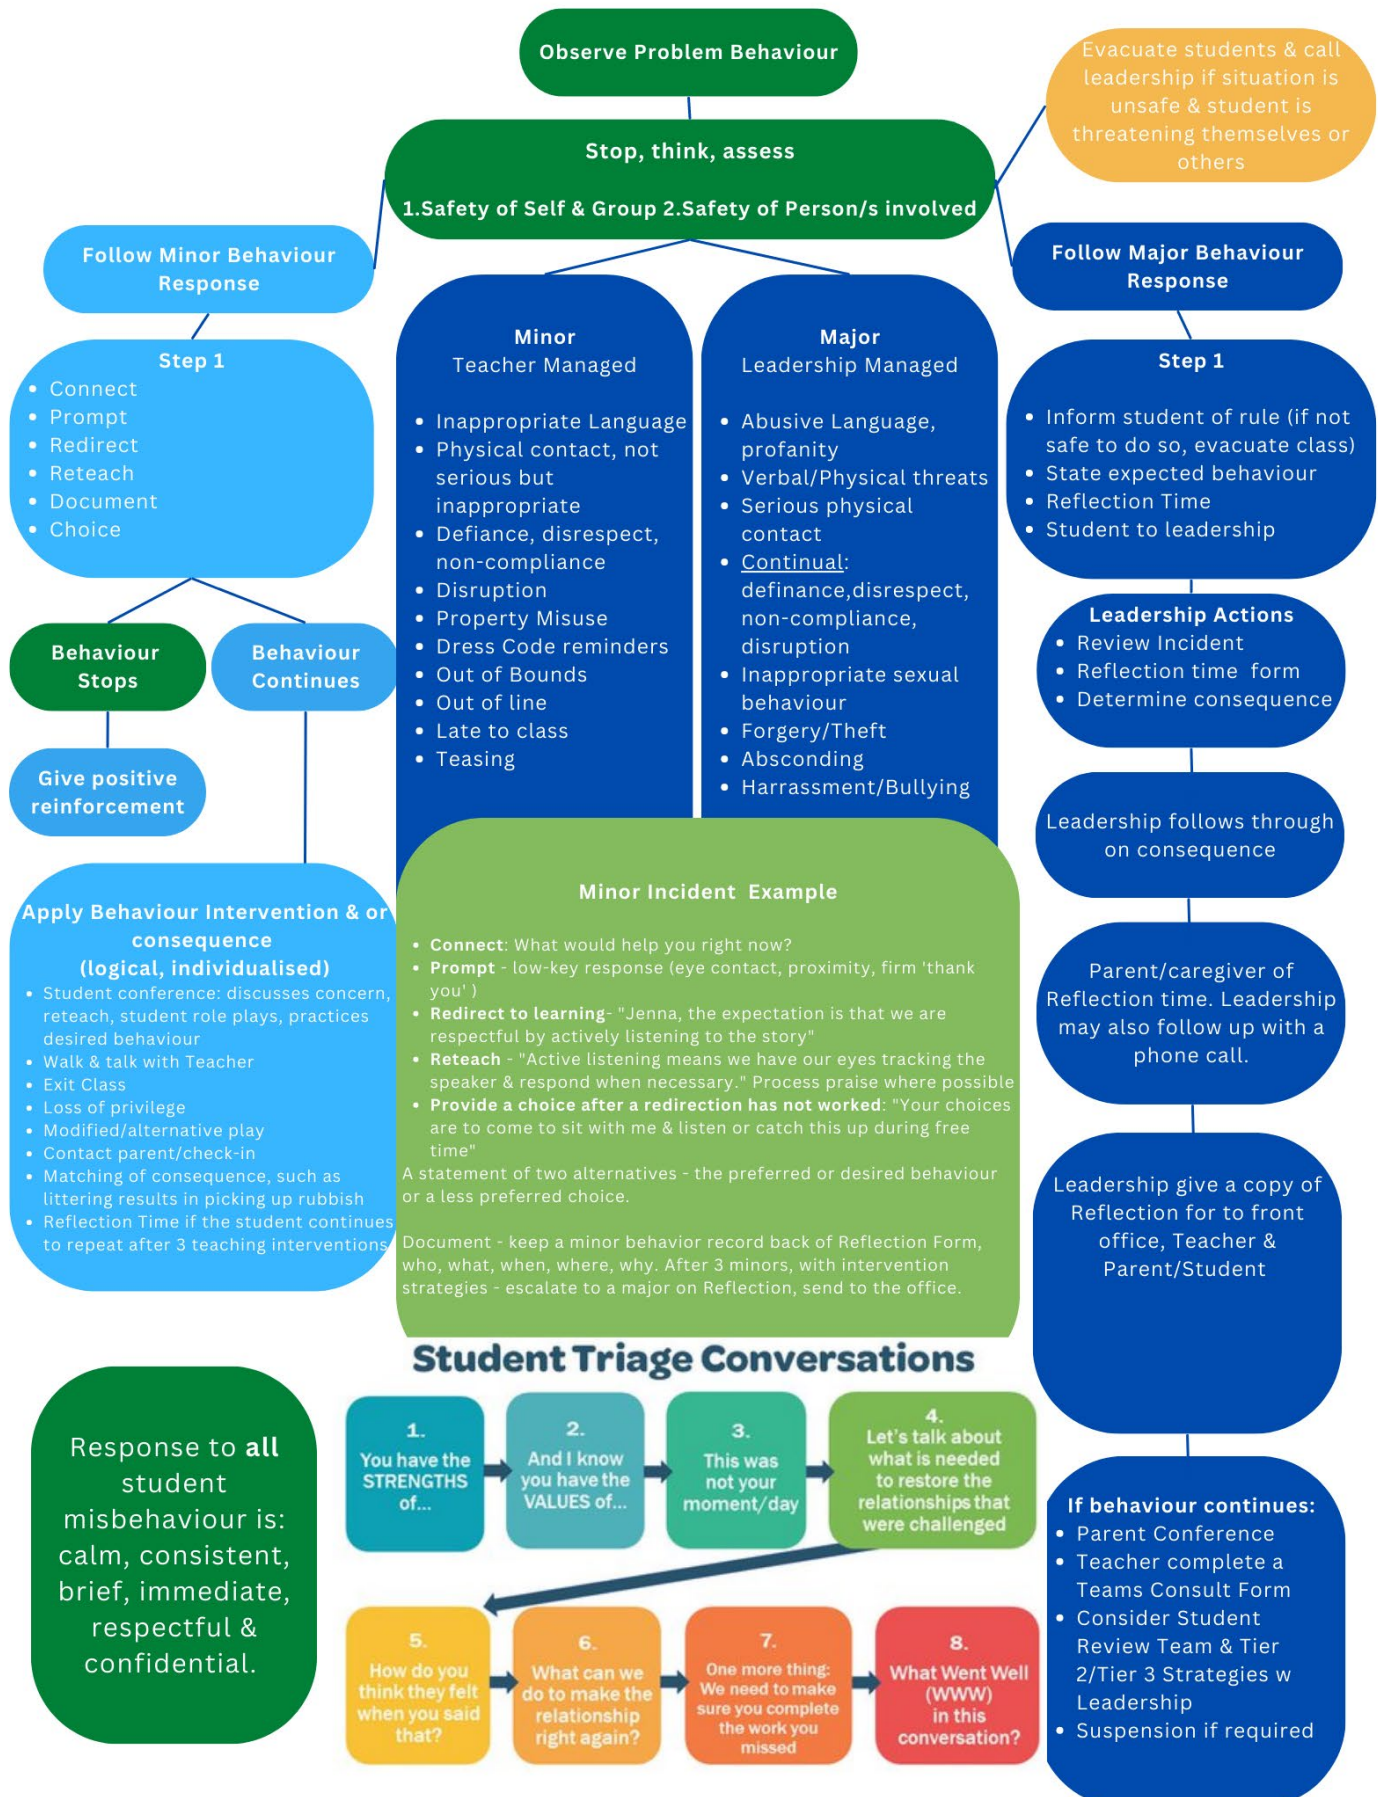 Observe Problem Behaviour
Evacuate students & call
leadership if situation is
unsafe & student is
threatening themselves or
others
Stop, think, assess
1.Safety of Self & Group 2.Safety of Person/s involved
Follow Minor Behaviour
Response
Step 1
• Connect
• Prompt
• Redirect
• Reteach
• Document
• Choice
Behaviour
Stops
Behaviour
Continues
Give positive
reinforcement
Apply Behaviour Intervention & or
consequence
(logical, individualised)
• Student conference: discusses concern,
reteach, student role plays, practices
desired behaviour
• Walk & talk with Teacher
• Exit Class
• Loss of privilege
• Modified/alternative play
• Contact parent/check-in
• Matching of consequence, such as
littering results in picking up rubbish
• Reflection Time if the student continues
to repeat after 3 teaching interventions
Minor
Teacher Managed
• Inappropriate Language
• Physical contact, not
serious but
inappropriate
• Defiance, disrespect,
non-compliance
• Disruption
• Property Misuse
• Dress Code reminders
• Out of Bounds
• Out of line
• Late to class
• Teasing
Major
Leadership Managed
• Abusive Language,
profanity
• Verbal/Physical threats
• Serious physical
contact
• Continual:
definance,disrespect,
non-compliance,
disruption
• Inappropriate sexual
behaviour
• Forgery/Theft
• Absconding
• Harrassment/Bullying
Minor Incident Example
• Connect: What would help you right now?
• Prompt - low-key response (eye contact, proximity, firm 'thank
you' )
• Redirect to learning- "Jenna, the expectation is that we are
respectful by actively listening to the story"
• Reteach - "Active listening means we have our eyes tracking the
speaker & respond when necessary." Process praise where possible
• Provide a choice after a redirection has not worked: "Your choices
are to come to sit with me & listen or catch this up during free
time"
A statement of two alternatives - the preferred or desired behaviour
or a less preferred choice.
Document - keep a minor behavior record back of Reflection Form,
who, what, when, where, why. After 3 minors, with intervention
strategies - escalate to a major on Reflection, send to the office.
Follow Major Behaviour
Response
Step 1
• Inform student of rule (if not
safe to do so, evacuate class)
• State expected behaviour
• Reflection Time
• Student to leadership
Leadership Actions
• Review Incident
• Reflection time form
• Determine consequence
Leadership follows through
on consequence
Parent/caregiver of
Reflection time. Leadership
may also follow up with a
phone call.
Leadership give a copy of
Reflection for to front
office, Teacher &
Parent/Student
If behaviour continues:
• Parent Conference
• Teacher complete a
Teams Consult Form
• Consider Student
Review Team & Tier
2/Tier 3 Strategies w
Leadership
• Suspension if required
Response to all
student
misbehaviour is:
calm, consistent,
brief, immediate,
respectful &
confidential.
Student Triage Conversations
1.
You have the
STRENGTHS
of...
2.
And I know
you have the
VALUES of...
3.
This was
not your
moment/day
4.
Let's talk about
what is needed
to restore the
relationships that
were challenged
5.
How do you
think they felt
when you said
that?
6.
What can we
do to make the
relationship
right again?
7.
One more thing:
We need to make
sure you complete
the work you
missed
8.
What Went Well
(WWW)
in this
conversation?